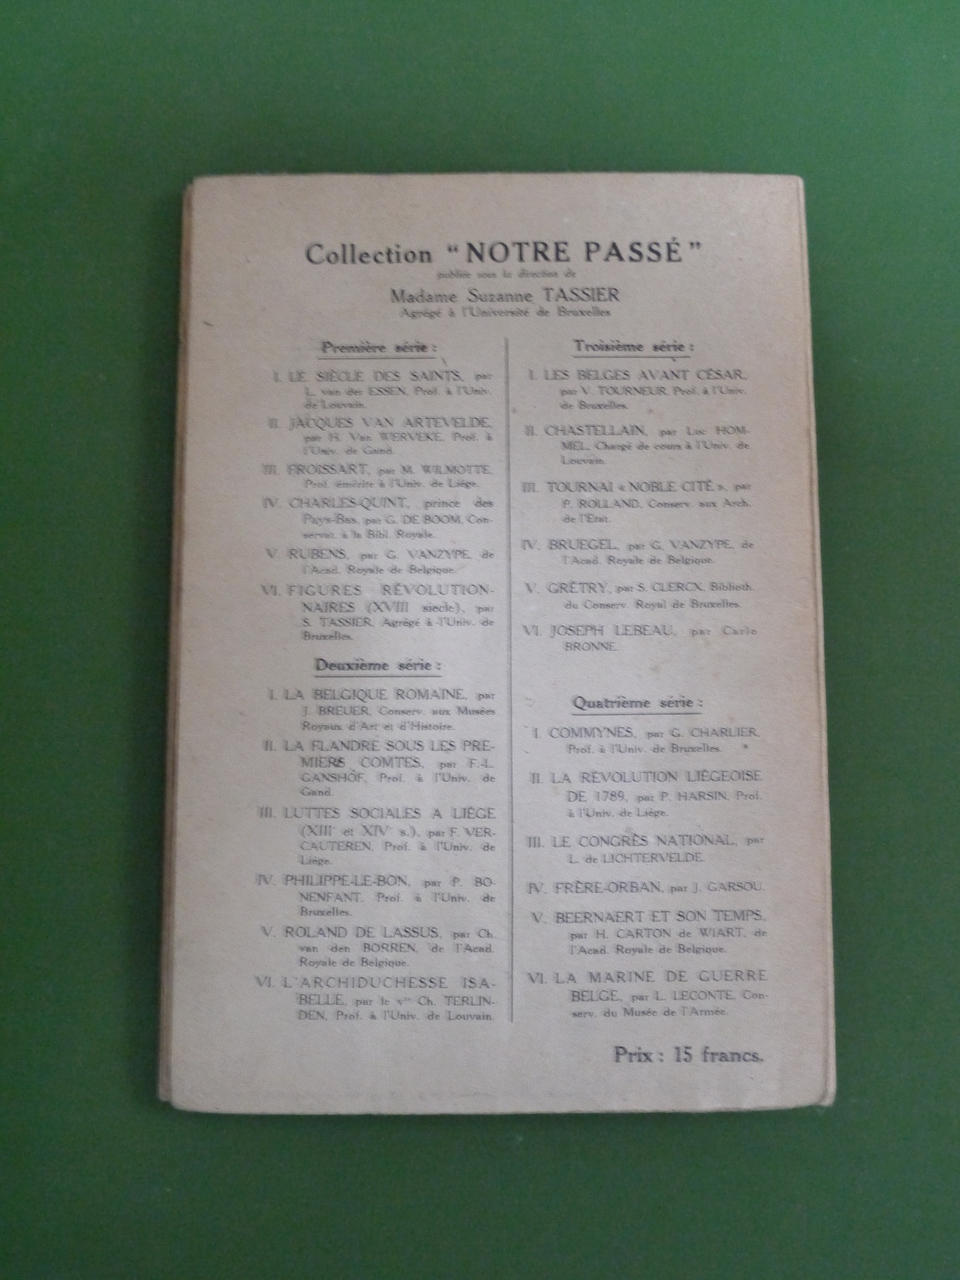 Collection “ NOTRE PASSÉ ”
publiée sous la direction de
Madame Suzanne TASSIER
Agrégé à l'Université de Bruxelles
Première série :
I. LE SIÈCLE DES SAINTS, par
L. van der ESSEN, Prof. à l'Univ.
de Louvain.
II. JACQUES VAN ARTEVELDE,
par H. Van WERVEKE, Prof. à
l'Univ. de Gand.
III. FROISSART, par M. WILMOTTE,
Prof. émérite à l'Univ. de Liége.
IV. CHARLES-QUINT, prince des
Pays-Bas, par G. DE BOOM, Con-
servat. à la Bibl. Royale.
V. RUBENS, par G. VANZYPE, de
l'Acad. Royale de Belgique.
VI. FIGURES RÉVOLUTION-
NAIRES (XVIII siècle), par
S. TASSIER, Agrégé à l'Univ. de
Bruxelles.
Deuxième série :
I. LA BELGIQUE ROMAINE, par
J. BREUER, Conserv. aux Musées
Royaux d'Art et d'Histoire.
II. LA FLANDRE SOUS LES PRE-
MIERS COMTES, par F.-L.
GANSHOF, Prof. à l'Univ. de
Gand.
III. LUTTES SOCIALES A LIÉGE
(XIIIe et XIVe s.), par F. VER-
CAUTEREN, Prof. à l'Univ. de
Liége.
IV. PHILIPPE-LE-BON, par P. BO-
NENFANT, Prof. à l'Univ. de
Bruxelles.
V. ROLAND DE LASSUS, par Ch.
van den BORREN, de l'Acad.
Royale de Belgique.
VI. L'ARCHIDUCHESSE ISA-
BELLE, par le vte Ch. TERLIN-
DEN, Prof. à l'Univ. de Louvain.
Troisième série :
I. LES BELGES AVANT CÉSAR,
par V. TOURNEUR, Prof. à l'Univ.
de Bruxelles.
II. CHASTELLAIN, par Luc HOM-
MEL, Chargé de cours à l'Univ. de
Louvain.
III. TOURNAI « NOBLE CITÉ », par
P. ROLLAND, Conserv. aux Arch.
de l'Etat.
IV. BRUEGEL, par G. VANZYPE, de
l'Acad. Royale de Belgique.
V. GRÉTRY, par S. CLERCX, Biblioth.
du Conserv. Royal de Bruxelles.
VI. JOSEPH LEBEAU, par Carlo
BRONNE.
Quatrième série :
I. COMMYNES, par G. CHARLIER,
Prof. à l'Univ. de Bruxelles.
II. LA RÉVOLUTION LIÉGEOISE
DE 1789, par P. HARSIN, Prof.
à l'Univ. de Liége.
III. LE CONGRÈS NATIONAL, par
L. de LICHTERVELDE.
IV. FRÈRE-ORBAN, par J. GARSOU.
V. BEERNAERT ET SON TEMPS,
par H. CARTON de WIART, de
l'Acad. Royale de Belgique.
VI. LA MARINE DE GUERRE
BELGE, par L. LECONTE, Con-
serv. du Musée de l'Armée.
Prix : 15 francs.